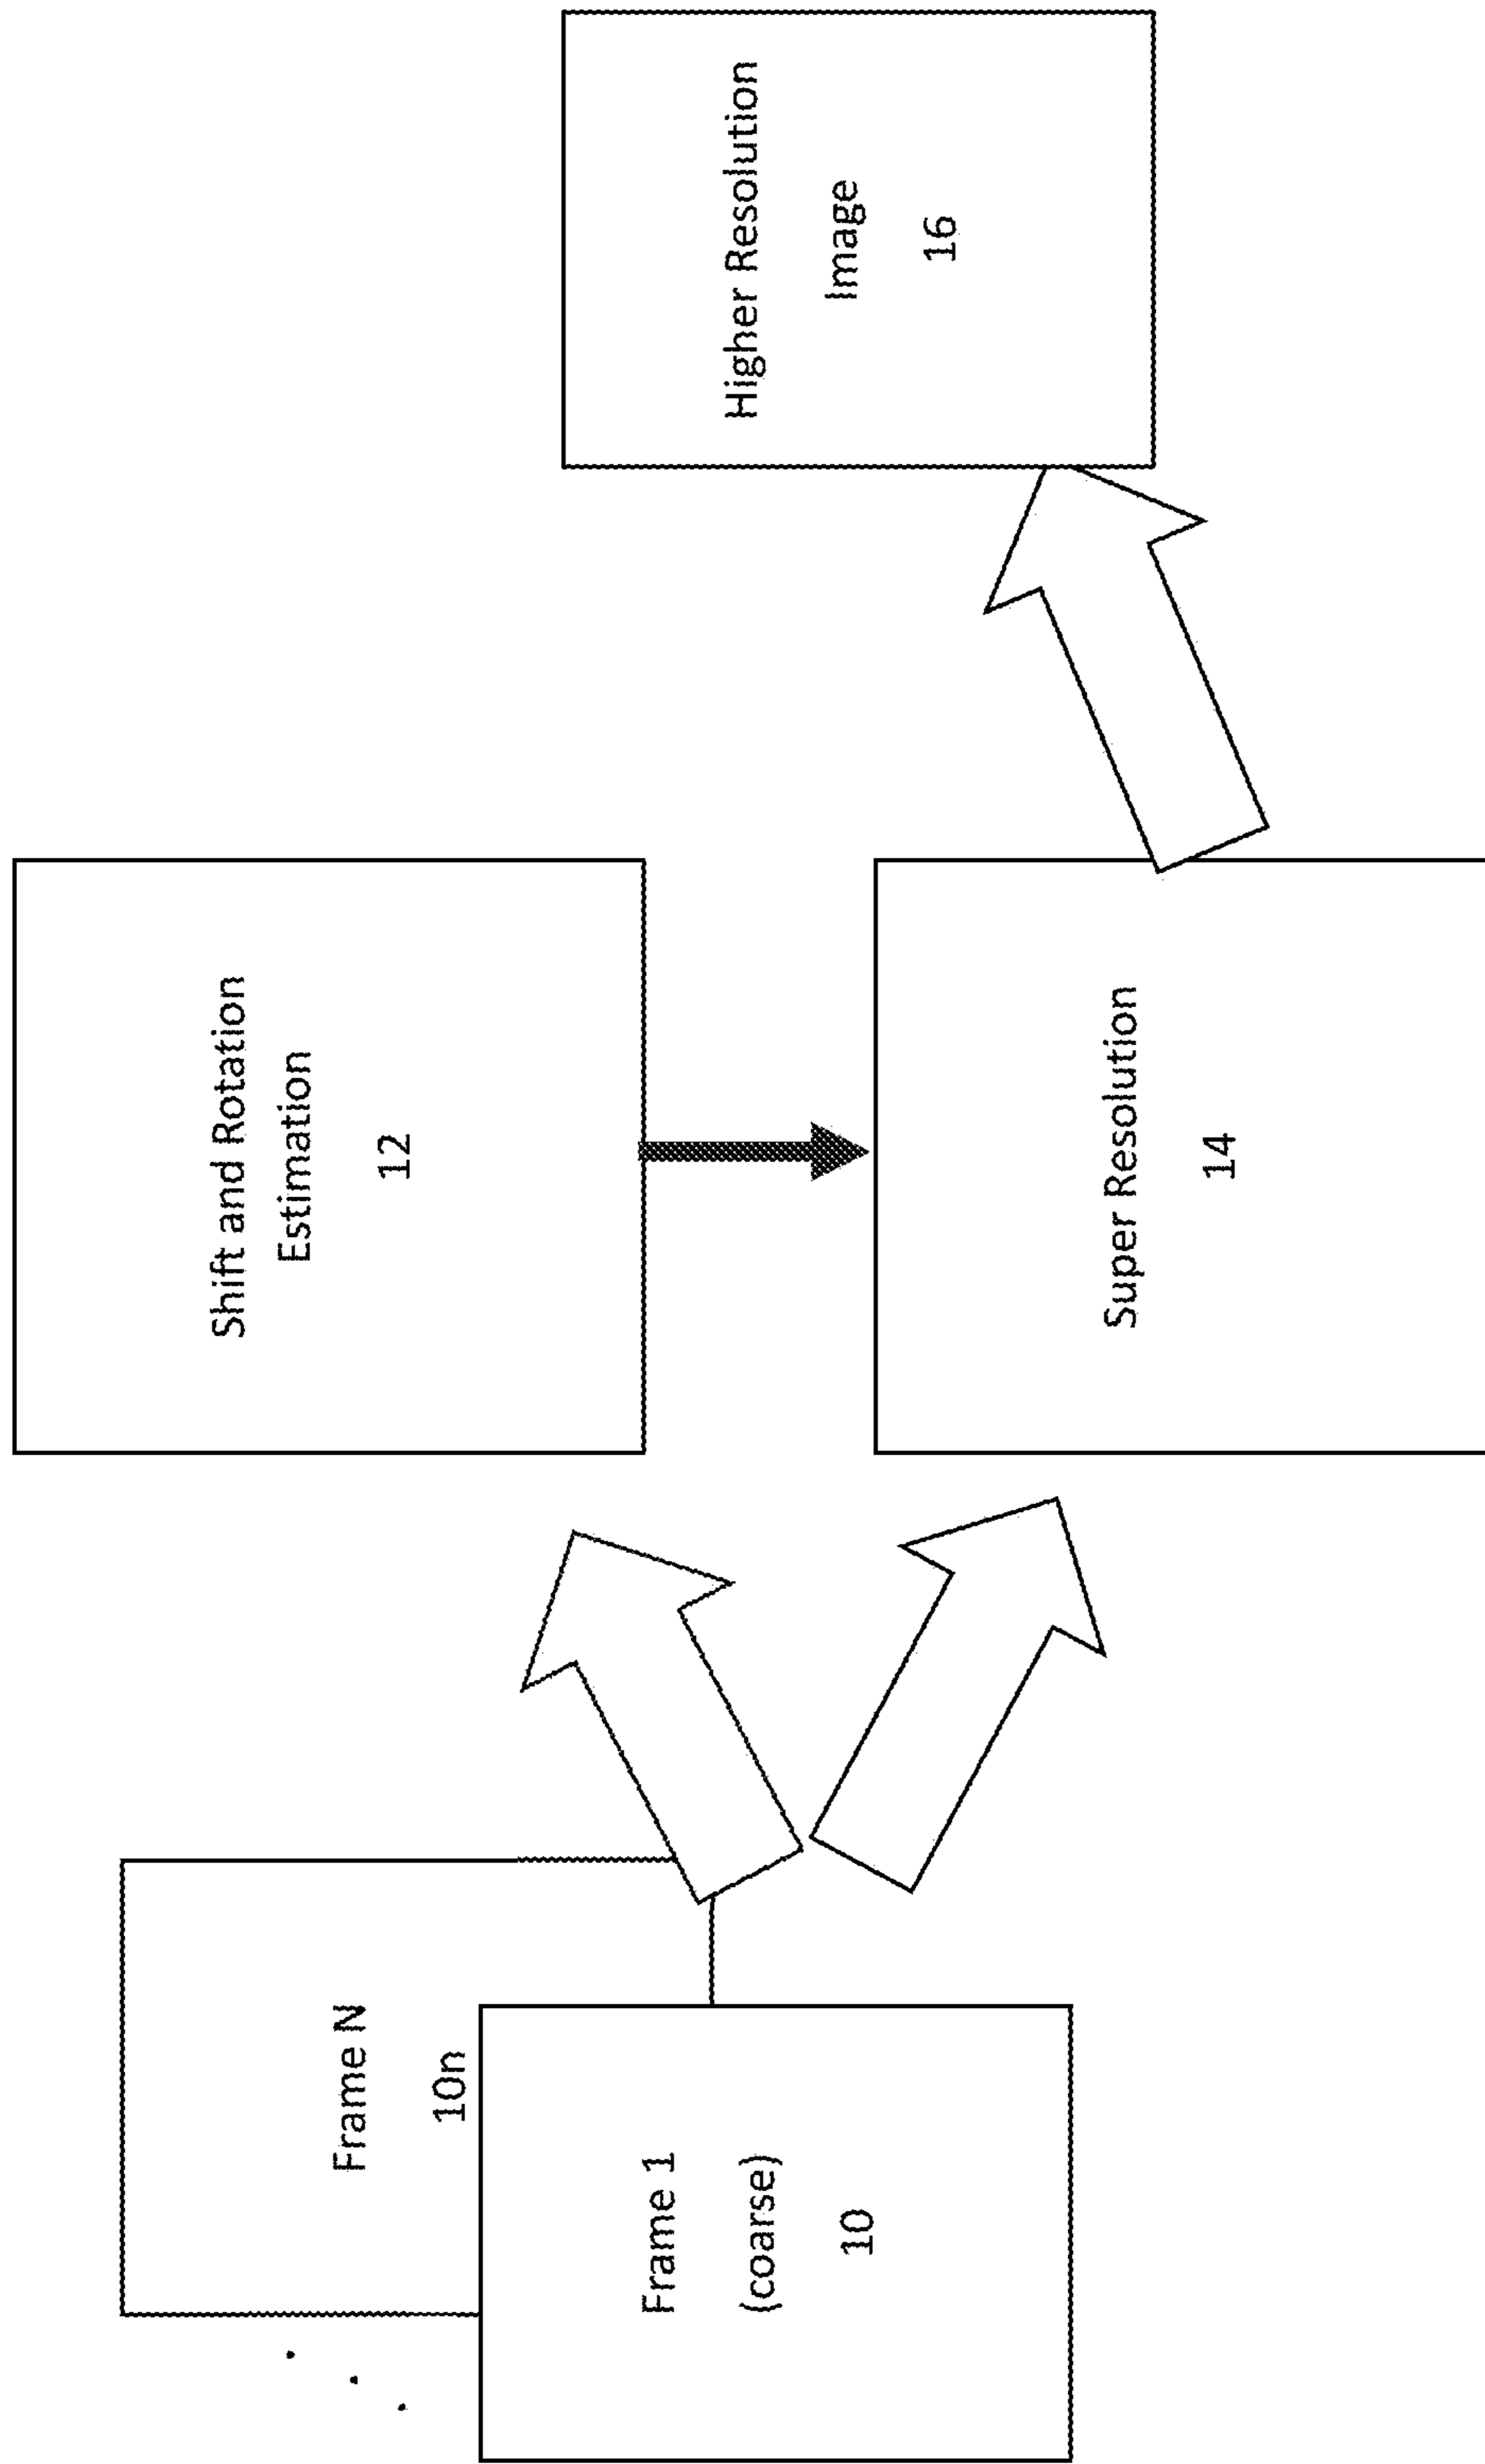 Frame N
10n
Frame 1
(coarse)
10
Shift and Rotation
Estimation
12
Super Resolution
14
Higher Resolution
Image
16